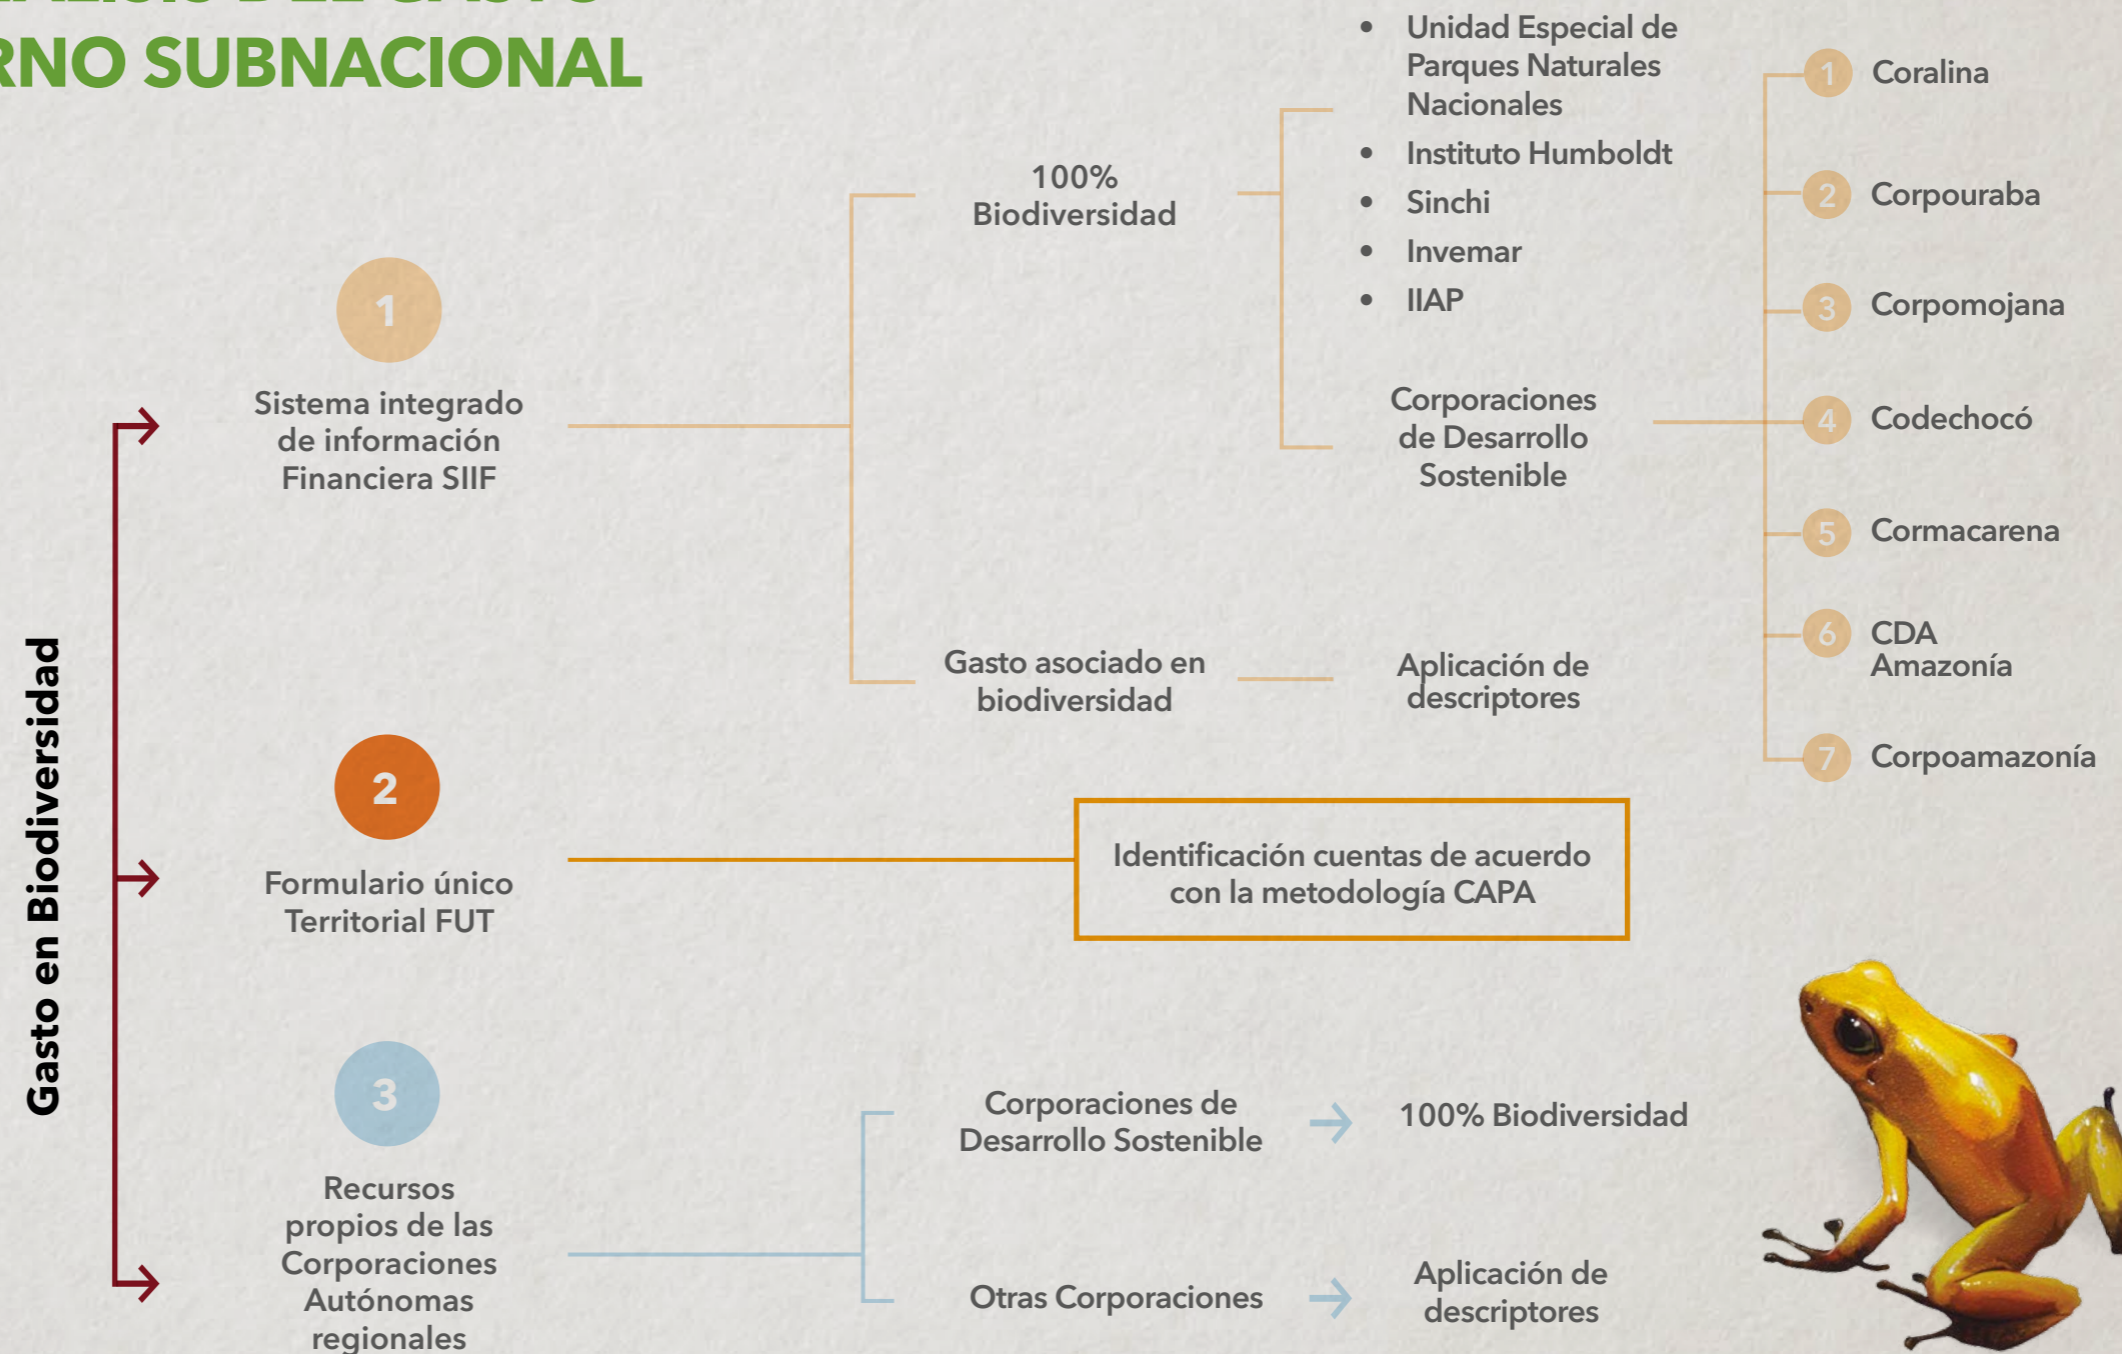 RNO SUBNACIONAL
Gasto en Biodiversidad
1
Sistema integrado
de información
Financiera SIIF
100%
Biodiversidad
• Unidad Especial de
Parques Naturales
Nacionales
• Instituto Humboldt
• Sinchi
• Invemar
• IIAP
Corporaciones
de Desarrollo
Sostenible
1 Coralina
2 Corpouraba
3 Corpomojana
4 Codechocó
5 Cormacarena
6 CDA
Amazonía
7 Corpoamazonía
Gasto asociado en
biodiversidad
Aplicación de
descriptores
2
Formulario único
Territorial FUT
Identificación cuentas de acuerdo
con la metodología CAPA
3
Recursos
propios de las
Corporaciones
Autónomas
regionales
Corporaciones de
Desarrollo Sostenible
100% Biodiversidad
Otras Corporaciones
Aplicación de
descriptores